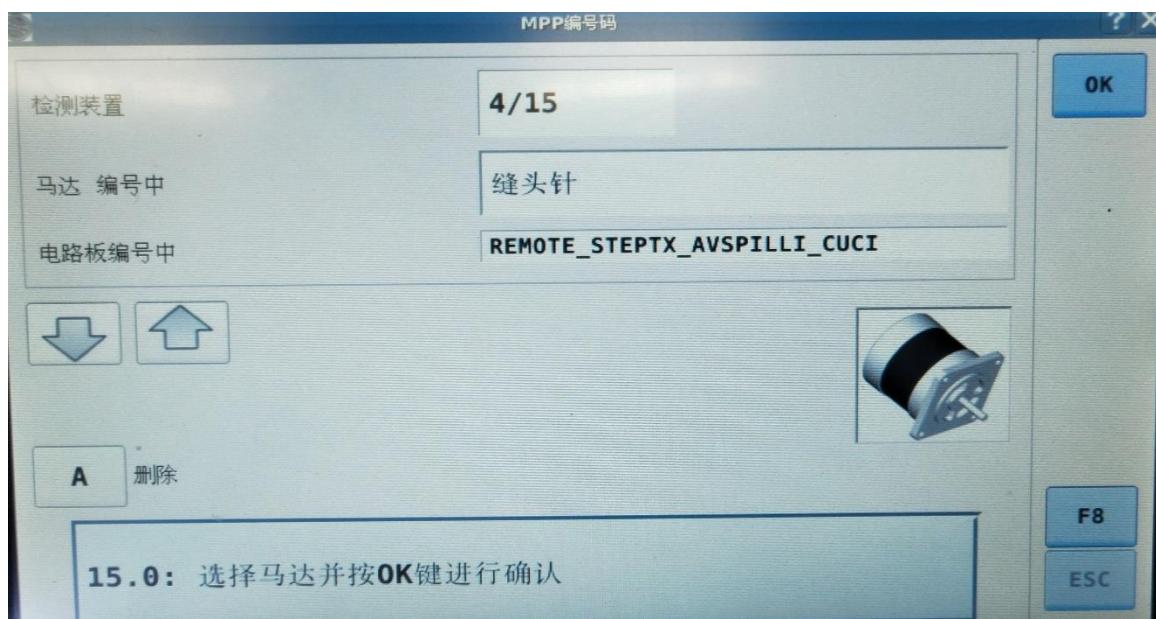 MPP编号码
? X
OK
检测装置 4/15
马达 编号中 缝头针
电路板编号中 REMOTE_STEPTX_AVSPILLI_CUCI
A 删除
F8
15.0: 选择马达并按OK键进行确认
ESC